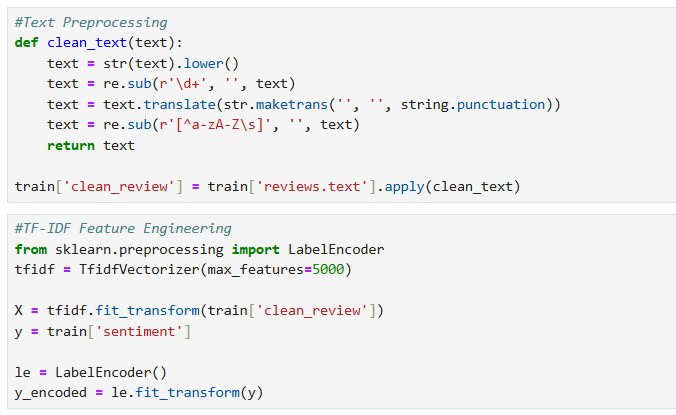 #Text Preprocessing
def clean_text(text):
    text = str(text).lower()
    text = re.sub(r'\d+', '', text)
    text = text.translate(str.maketrans('', '', string.punctuation))
    text = re.sub(r'[^a-zA-Z\s]', '', text)
    return text

train['clean_review'] = train['reviews.text'].apply(clean_text)

#TF-IDF Feature Engineering
from sklearn.preprocessing import LabelEncoder
tfidf = TfidfVectorizer(max_features=5000)

X = tfidf.fit_transform(train['clean_review'])
y = train['sentiment']

le = LabelEncoder()
y_encoded = le.fit_transform(y)